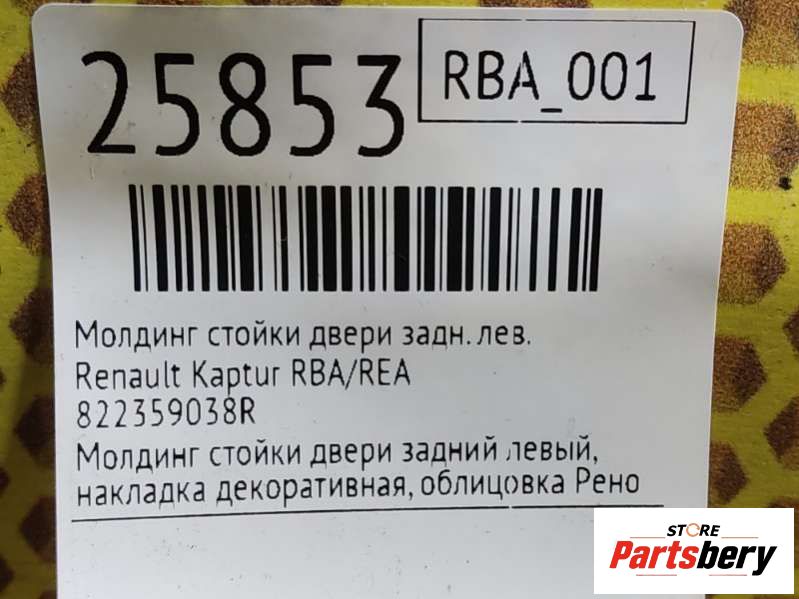 25853
RBA_001
Молдинг стойки двери задн. лев.
Renault Kaptur RBA/REA
822359038R
Молдинг стойки двери задний левый,
накладка декоративная, облицовка Рено
STORE
Partsbery